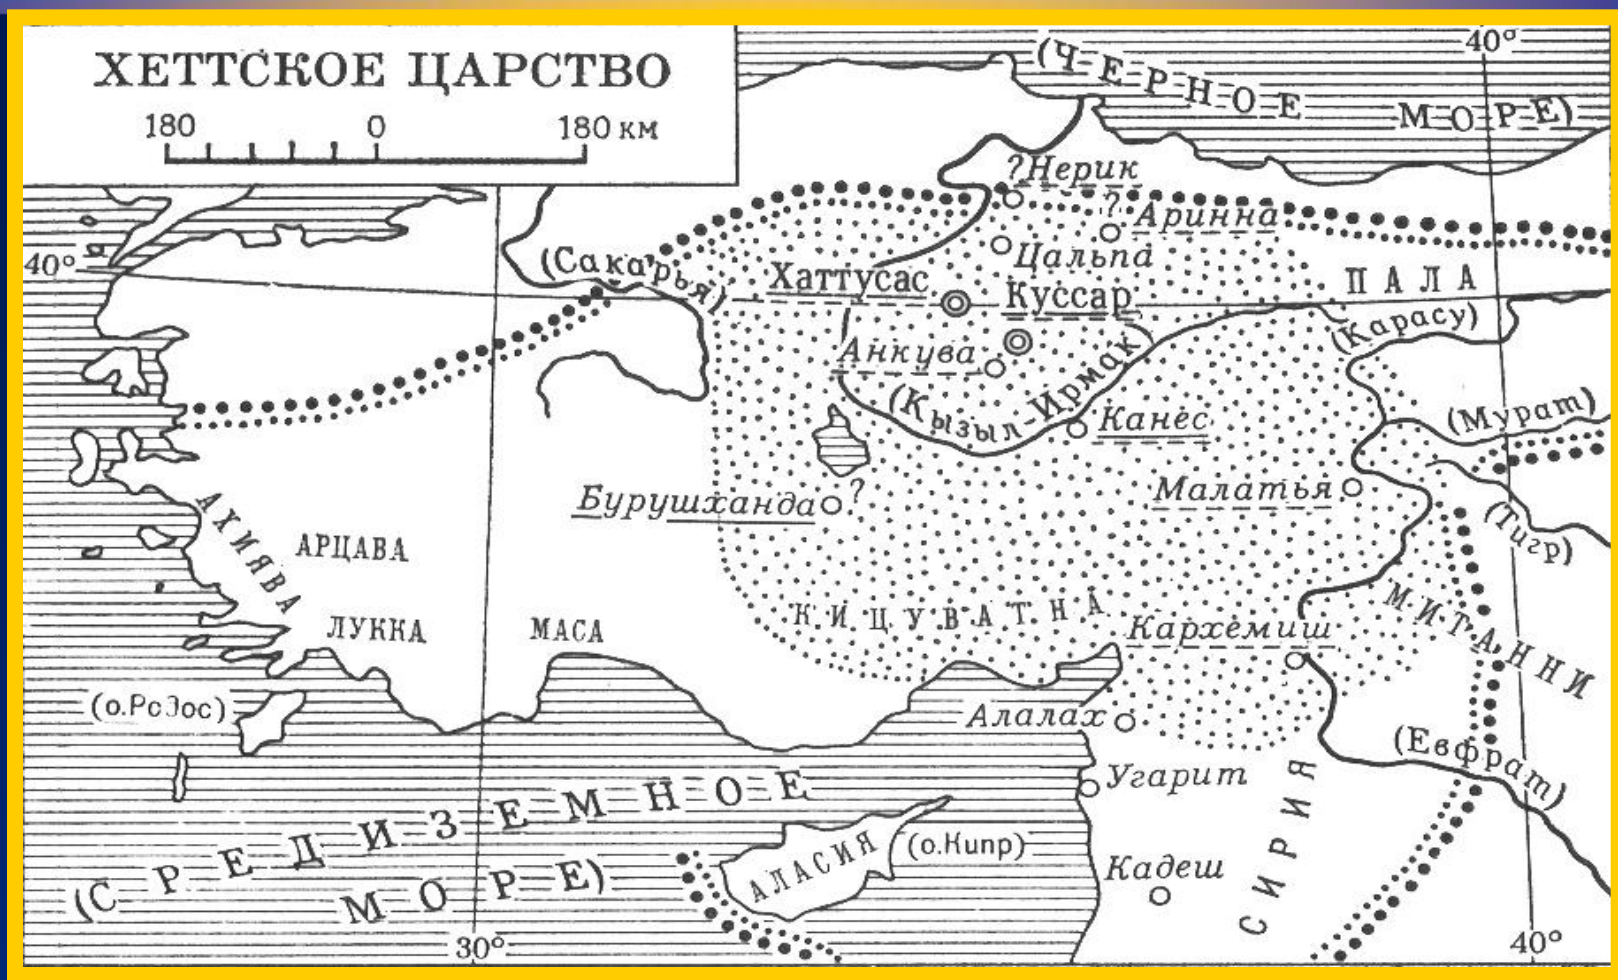 ХЕТТСКОЕ ЦАРСТВО
180 0 180 км
40°
(ЧЕРНОЕ
МОРЕ)
?Нерик
? Аринна
Цальпа
40°
(Сакарья)
Хаттусас
Куссар
ПАЛА
(Карасу)
Анкува
(Кызыл-Ирмак)
Канес
(Мурат)
Бурушханда ?
Малатья
(Тигр)
АХИЯВА
АРЦАВА
ЛУККА
МАСА
КИЦУВАТНА
Кархемиш
МИТАННИ
(о.Родос)
Алалах
(Евфрат)
Угарит
СИРИЯ
(СРЕДИЗЕМНОЕ
МОРЕ)
АЛАСИЯ
(о.Кипр)
Кадеш
30°
40°